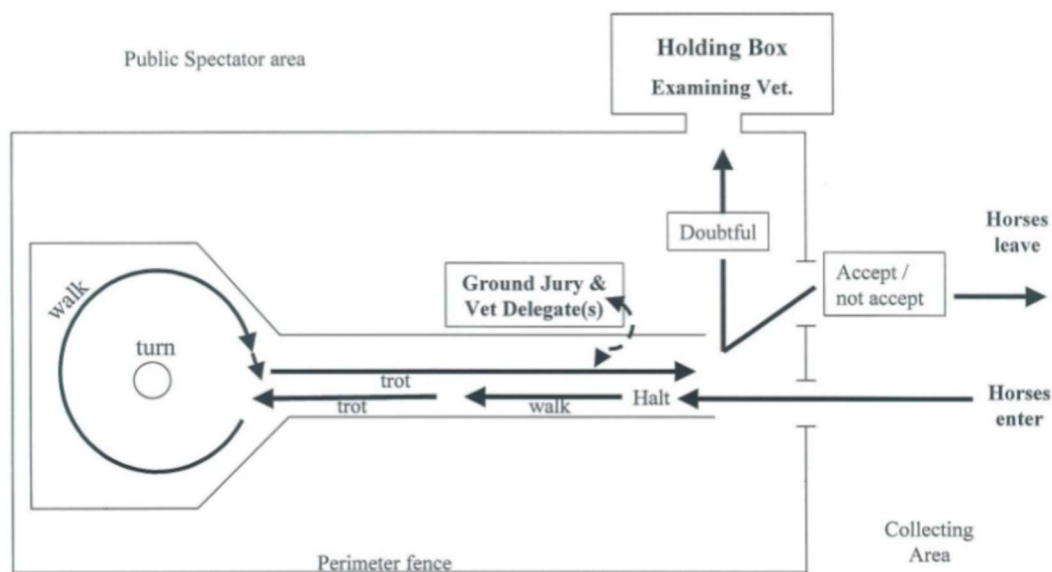 Public Spectator area
Holding Box
Examining Vet.
Doubtful
Horses
leave
Accept /
not accept
Ground Jury &
Vet Delegate(s)
walk
turn
trot
trot
walk
Halt
Horses
enter
Collecting
Area
Perimeter fence